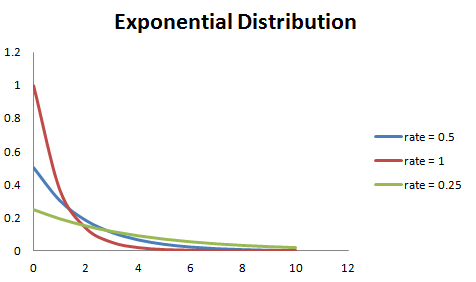 Exponential Distribution
1.2
1
0.8
0.6
0.4
0.2
0
0 2 4 6 8 10 12
rate = 0.5
rate = 1
rate = 0.25